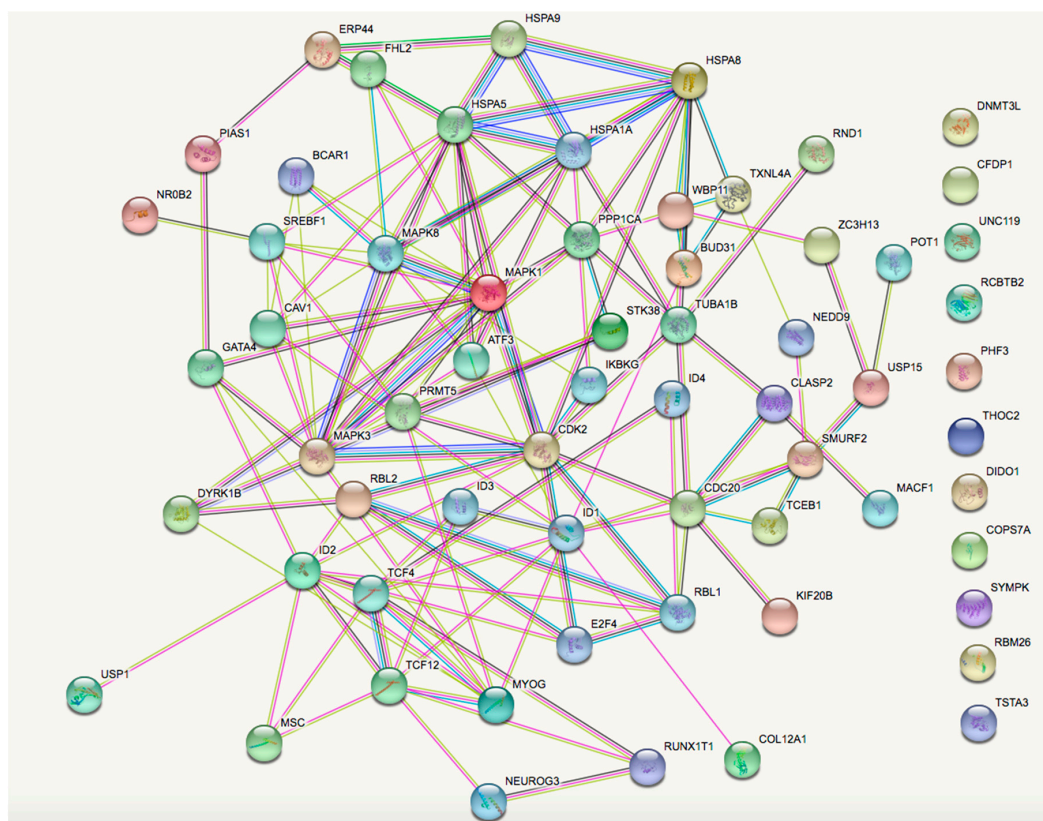 HSPA9
ERP44
FHL2
HSPA8
DNMT3L
HSPA5
HSPA1A
RND1
PIAS1
BCAR1
TXNL4A
CFDP1
WBP11
NR0B2
SREBF1
PPP1CA
ZC3H13
UNC119
MAPK8
POT1
BUD31
MAPK1
RCBTB2
CAV1
STK38
TUBA1B
NEDD9
GATA4
ATF3
IKBKG
PHF3
PRMT5
ID4
CLASP2
USP15
THOC2
MAPK3
CDK2
SMURF2
DYRK1B
RBL2
ID3
CDC20
MACF1
DIDO1
ID1
TCEB1
ID2
COPS7A
TCF4
RBL1
KIF20B
SYMPK
E2F4
USP1
TCF12
MYOG
RBM26
MSC
RUNX1T1
COL12A1
TSTA3
NEUROG3